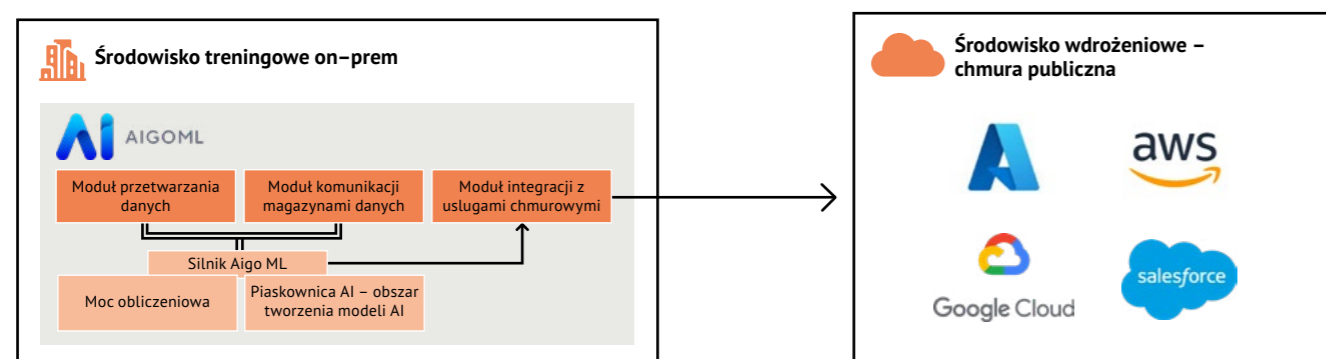 Środowisko treningowe on–prem
AIGOML
Moduł przetwarzania
danych
Moduł komunikacji
magazynami danych
Moduł integracji z
uslugami chmurowymi
Silnik Aigo ML
Moc obliczeniowa
Piaskownica AI – obszar
tworzenia modeli AI
Środowisko wdrożeniowe –
chmura publiczna
aws
Google Cloud
salesforce